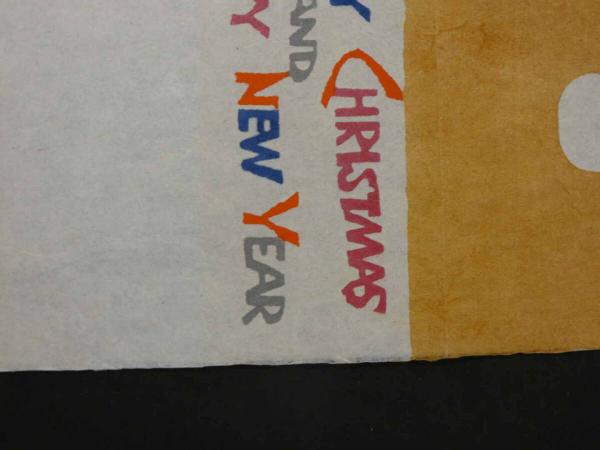 Y CHRISTMAS
AND
Y NEW YEAR